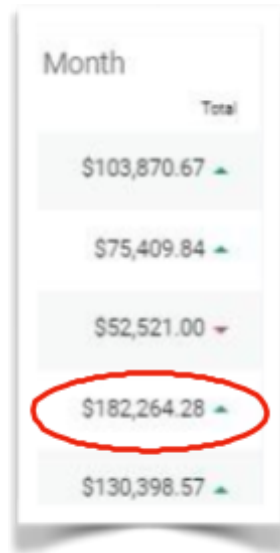 Month
Total
$103,870.67
$75,409.84
$52,521.00
$182,264.28
$130,398.57